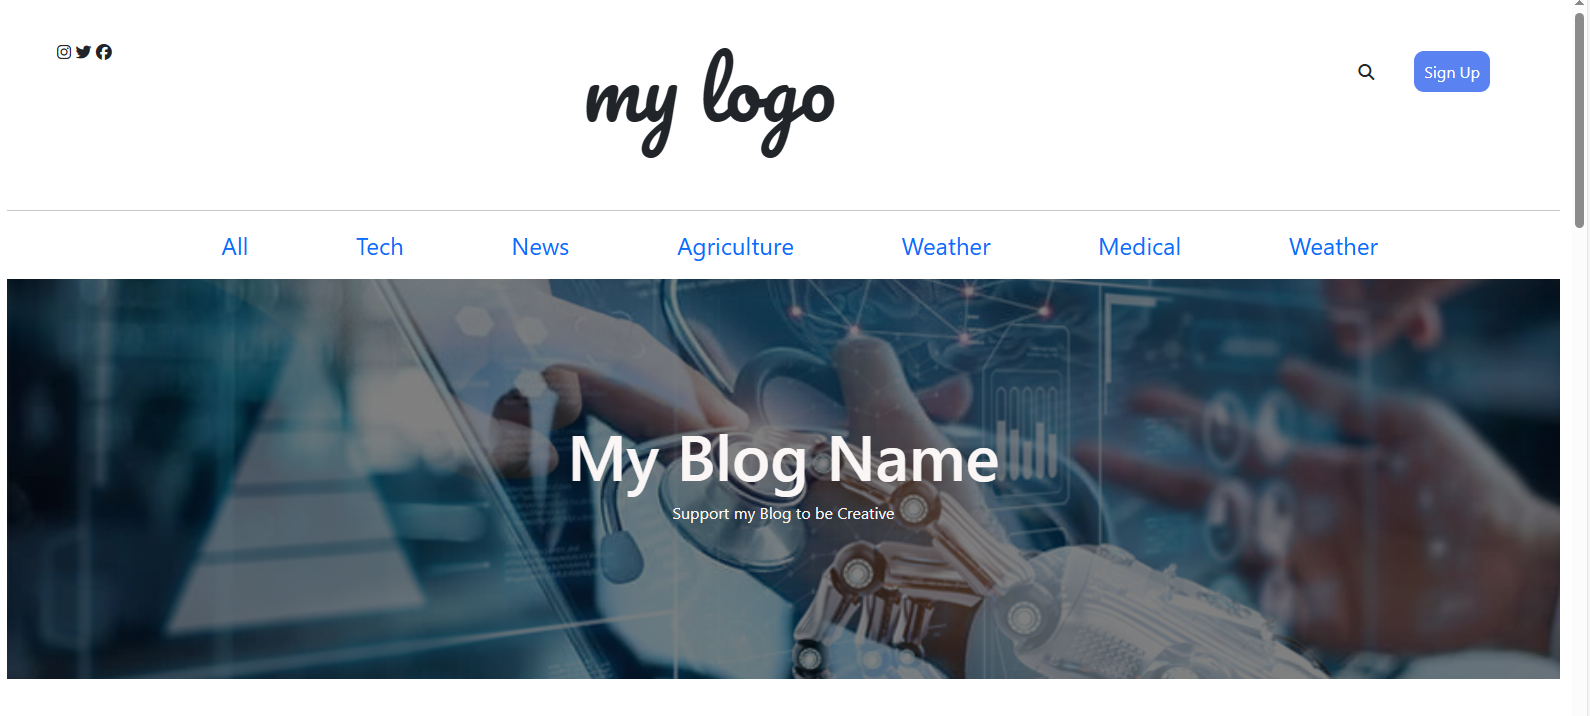 my logo
Sign Up
All Tech News Agriculture Weather Medical Weather
My Blog Name
Support my Blog to be Creative